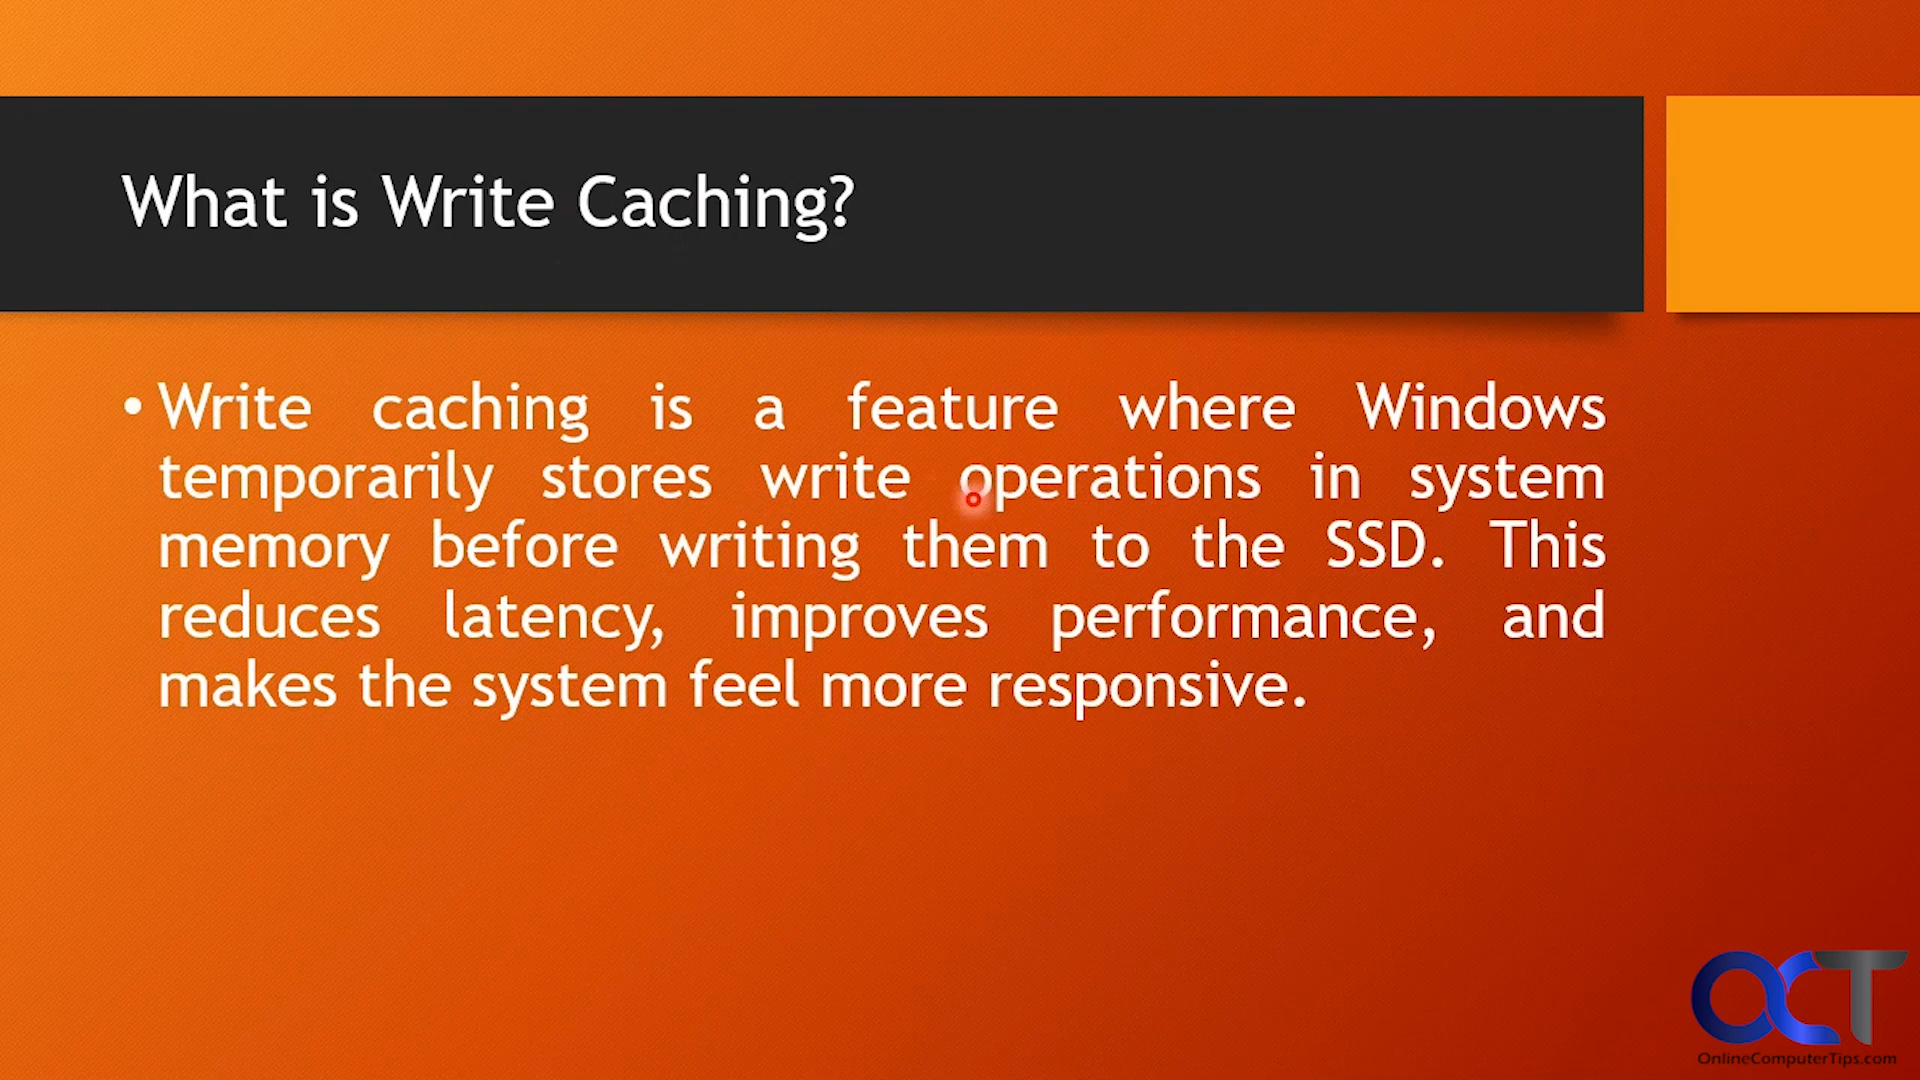 What is Write Caching?
• Write caching is a feature where Windows
temporarily stores write operations in system
memory before writing them to the SSD. This
reduces latency, improves performance, and
makes the system feel more responsive.
OCT
OnlineComputerTips.com